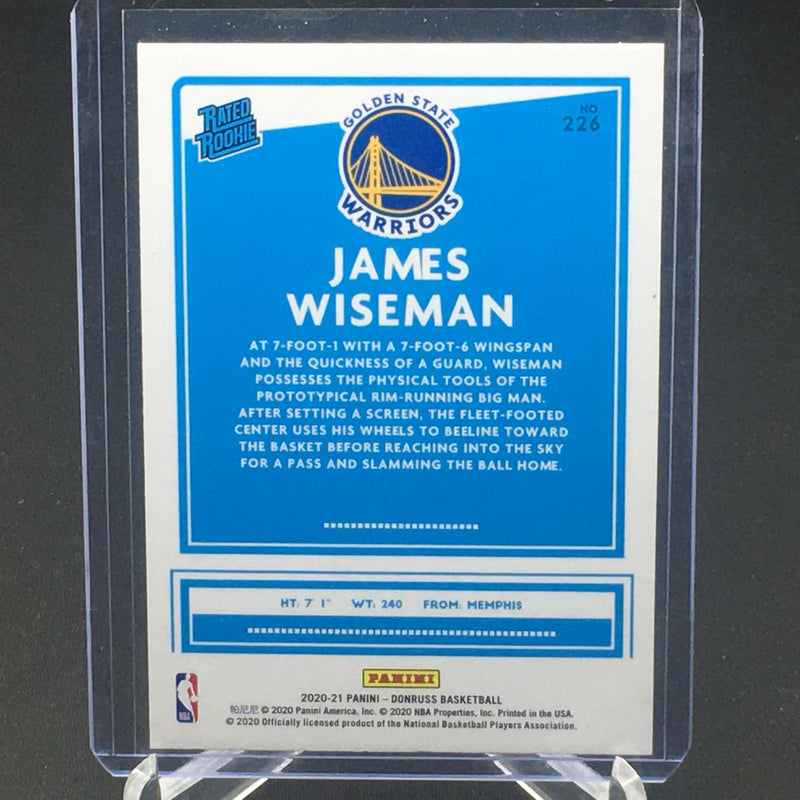 RATED
ROOKIE
GOLDEN STATE
WARRIORS
NO.
226
JAMES
WISEMAN
AT 7-FOOT-1 WITH A 7-FOOT-6 WINGSPAN
AND THE QUICKNESS OF A GUARD, WISEMAN
POSSESSES THE PHYSICAL TOOLS OF THE
PROTOTYPICAL RIM-RUNNING BIG MAN.
AFTER SETTING A SCREEN, THE FLEET-FOOTED
CENTER USES HIS WHEELS TO BEELINE TOWARD
THE BASKET BEFORE REACHING INTO THE SKY
FOR A PASS AND SLAMMING THE BALL HOME.
HT: 7' 1" WT: 240 FROM: MEMPHIS
PANINI
NBA
2020-21 PANINI – DONRUSS BASKETBALL
帕尼尼 © 2020 Panini America, Inc. © 2020 NBA Properties, Inc. Printed in the USA.
© 2020 Officially licensed product of the National Basketball Players Association.